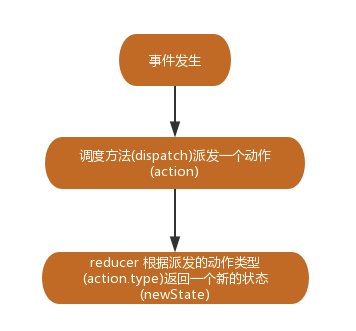 事件发生
调度方法(dispatch)派发一个动作
(action)
reducer 根据派发的动作类型
(action.type)返回一个新的状态
(newState)